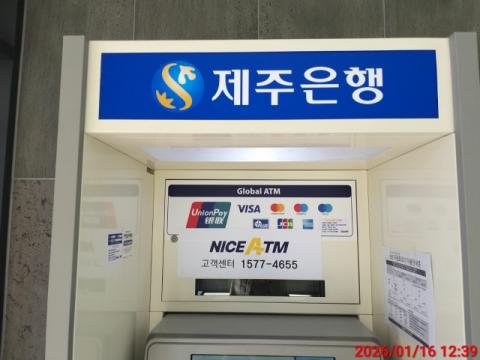 제주은행
Global ATM
UnionPay
银联
VISA
NICE ATM
고객센터 1577-4655
2026/01/16 12:39